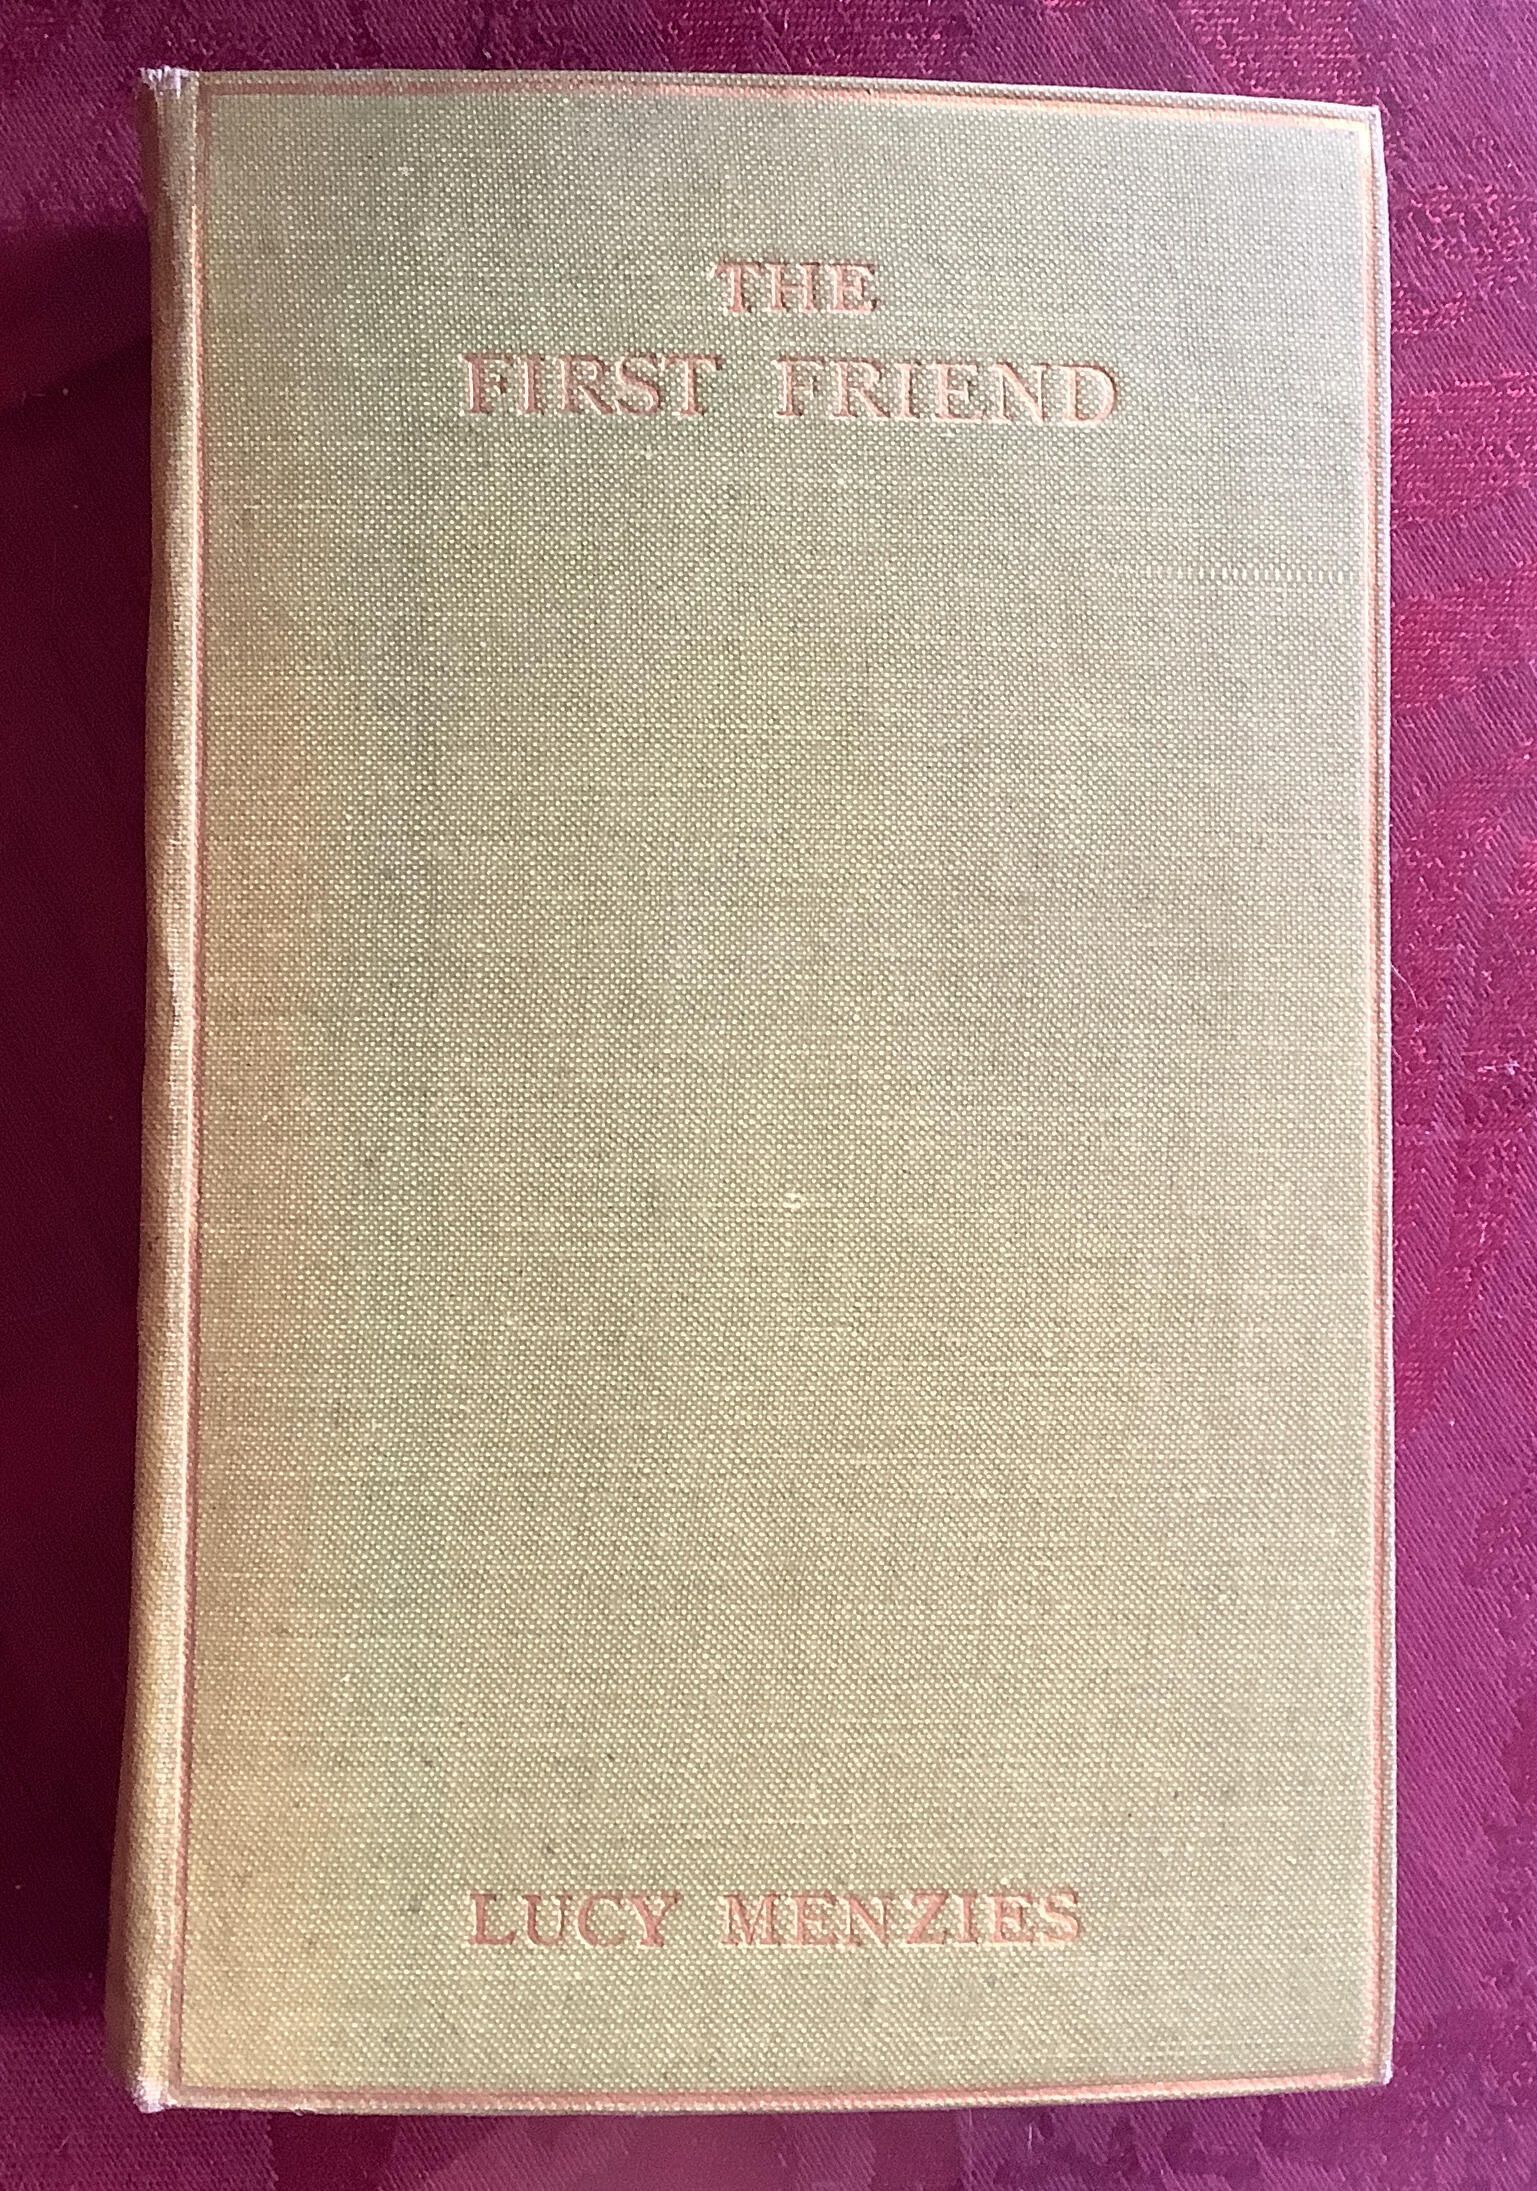 THE
FIRST FRIEND
LUCY MENZIES